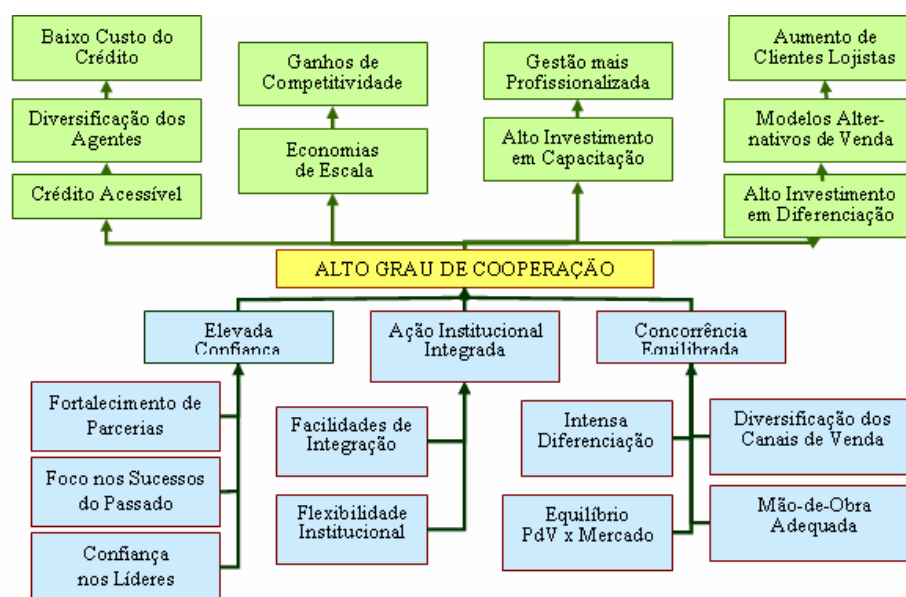 Baixo Custo do
Crédito
Diversificação dos
Agentes
Crédito Acessível
Ganhos de
Competitividade
Economias
de Escala
Gestão mais
Profissionalizada
Alto Investimento
em Capacitação
Aumento de
Clientes Lojistas
Modelos Alter-
nativos de Venda
Alto Investimento
em Diferenciação
ALTO GRAU DE COOPERAÇÃO
Elevada
Confiança
Ação Institucional
Integrada
Concorrência
Equilibrada
Fortalecimento de
Parcerias
Foco nos Sucessos
do Passado
Confiança
nos Líderes
Facilidades de
Integração
Flexibilidade
Institucional
Intensa
Diferenciação
Equilíbrio
PdV x Mercado
Diversificação dos
Canais de Venda
Mão-de-Obra
Adequada